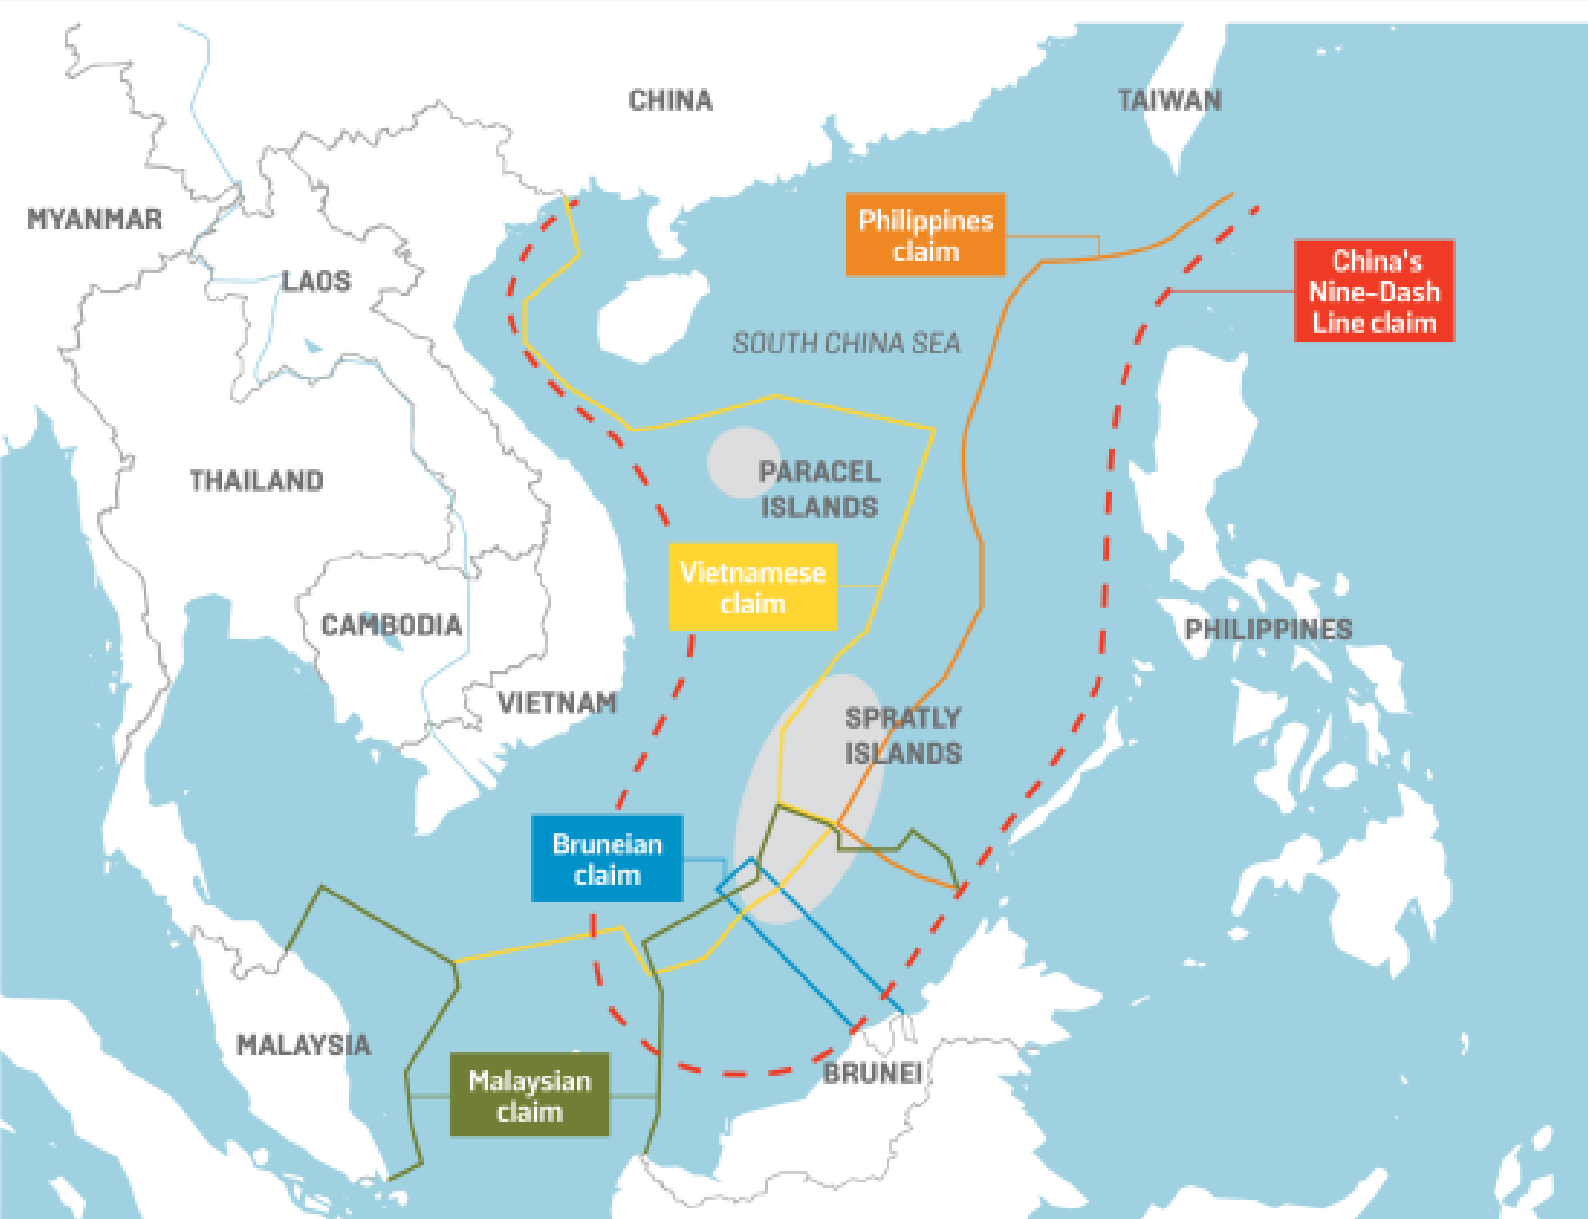 CHINA
TAIWAN
MYANMAR
Philippines
claim
LAOS
China's
Nine-Dash
Line claim
SOUTH CHINA SEA
THAILAND
PARACEL
ISLANDS
Vietnamese
claim
CAMBODIA
PHILIPPINES
VIETNAM
SPRATLY
ISLANDS
Bruneian
claim
MALAYSIA
Malaysian
claim
BRUNEI